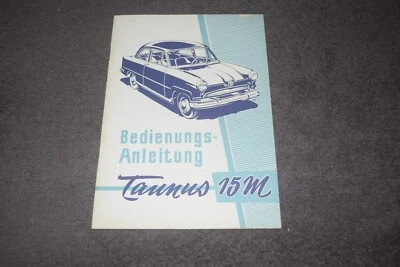 Bedienungs-
Anleitung
Taunus 15M